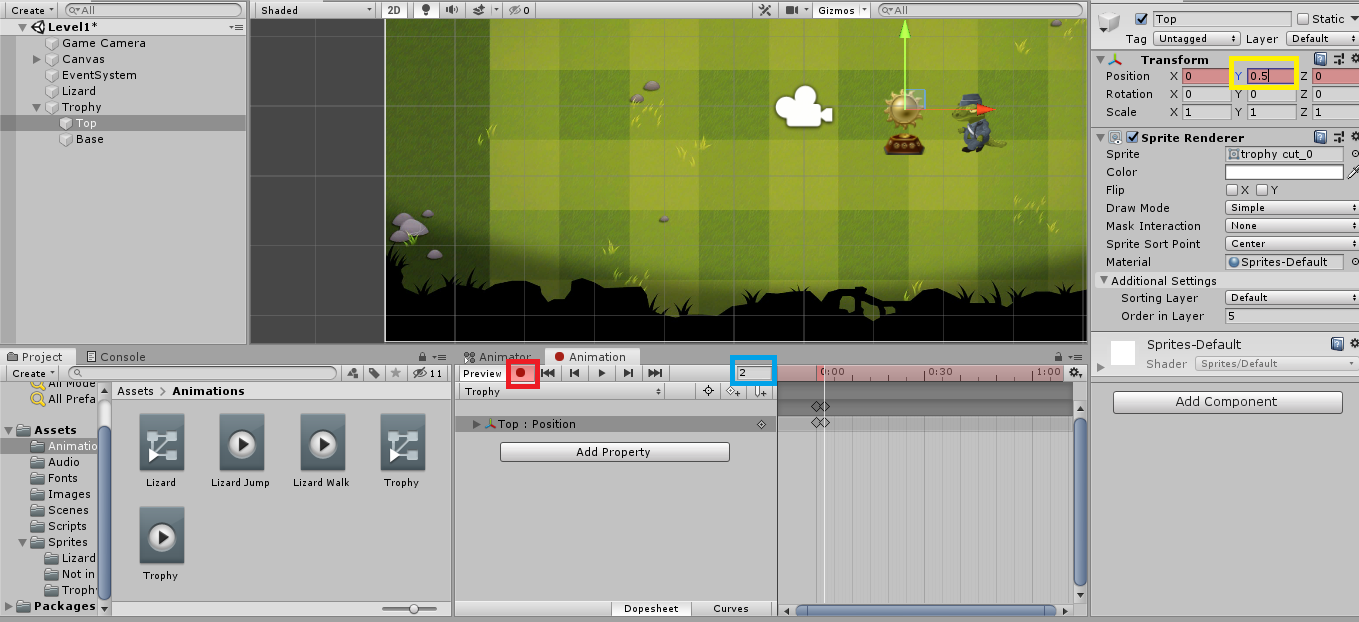 Create All
Level1*
Game Camera
Canvas
EventSystem
Lizard
Trophy
Top
Base
Shaded 2D 0 Gizmos All
Top Static
Tag Untagged Layer Default
Transform
Position X 0 Y 0.5 Z 0
Rotation X 0 Y 0 Z 0
Scale X 1 Y 1 Z 1
Sprite Renderer
Sprite trophy cut_0
Color
Flip X Y
Draw Mode Simple
Mask Interaction None
Sprite Sort Point Center
Material Sprites-Default
Additional Settings
Sorting Layer Default
Order in Layer 5
Sprites-Default
Shader Sprites/Default
Add Component
Project Console
Create 11
All Mode
All Prefa
Assets
Animatio
Audio
Fonts
Images
Scenes
Scripts
Sprites
Lizard
Not in
Trophy
Packages
Assets > Animations
Lizard Lizard Jump Lizard Walk Trophy
Trophy
Animator Animation
Preview 2 0:00 0:30 1:00
Trophy
Top : Position
Add Property
Dopesheet Curves